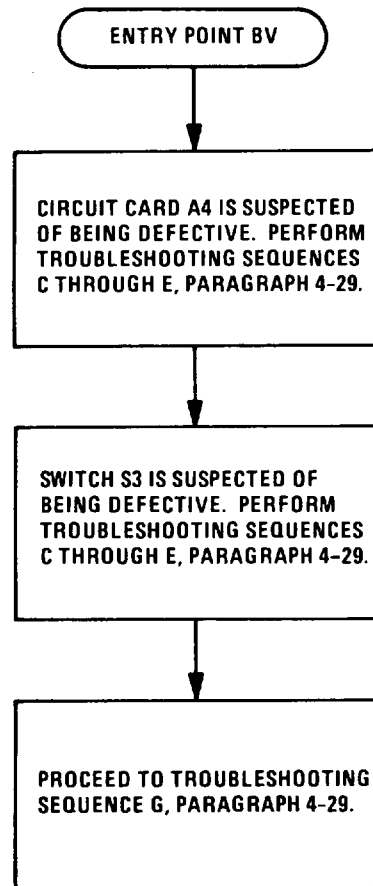 ENTRY POINT BV
CIRCUIT CARD A4 IS SUSPECTED
OF BEING DEFECTIVE. PERFORM
TROUBLESHOOTING SEQUENCES
C THROUGH E, PARAGRAPH 4-29.
SWITCH S3 IS SUSPECTED OF
BEING DEFECTIVE. PERFORM
TROUBLESHOOTING SEQUENCES
C THROUGH E, PARAGRAPH 4-29.
PROCEED TO TROUBLESHOOTING
SEQUENCE G, PARAGRAPH 4-29.